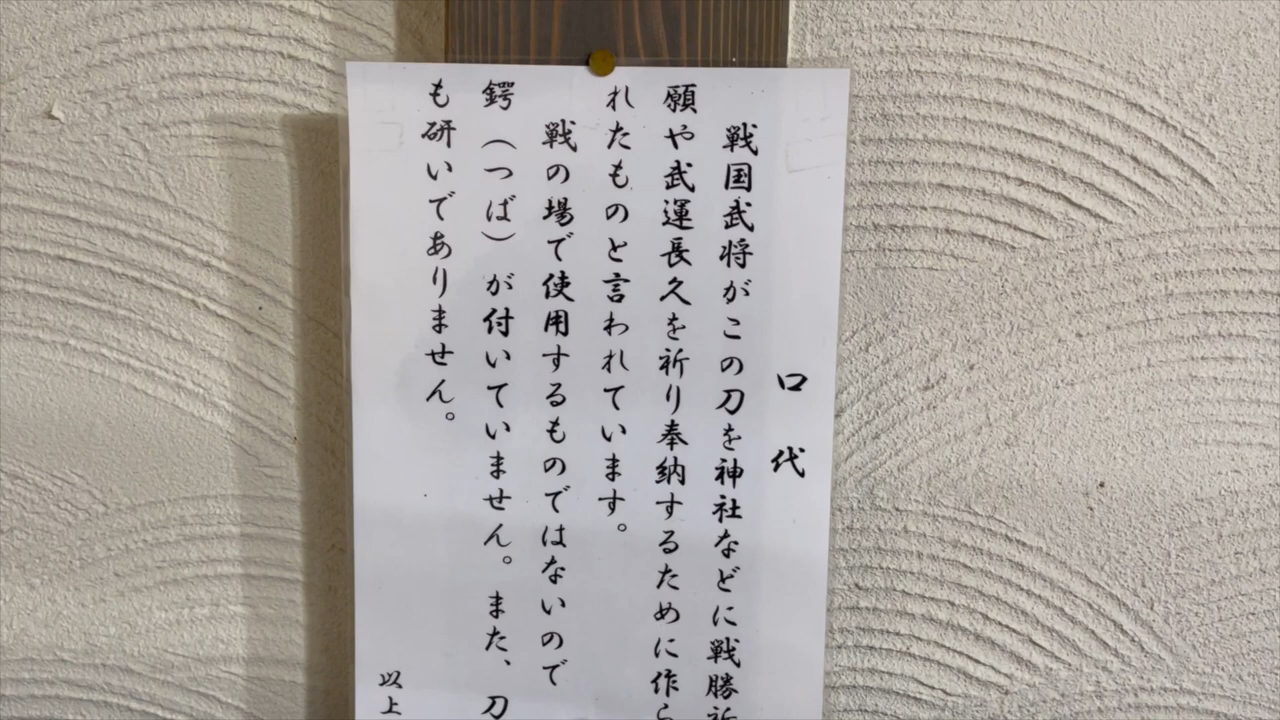 口代
戦国武将がこの刀を神社などに戦勝祈
願や武運長久を祈り奉納するために作ら
れたものと言われています。
戦の場で使用するものではないので
鍔（つば）が付いていません。また、刀
も研いでありません。
以上